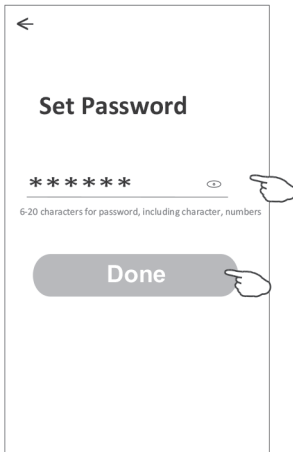 Set Password
******
6-20 characters for password, including character, numbers
Done